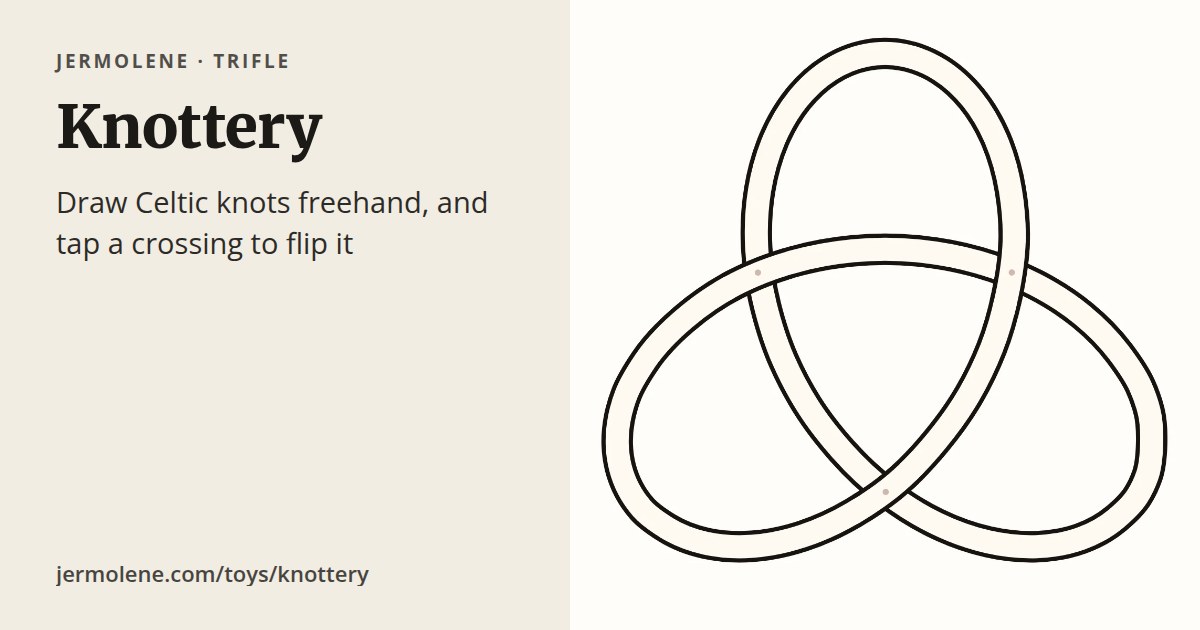 JERMOLENE · TRIFLE
Knottery
Draw Celtic knots freehand, and
tap a crossing to flip it
jermolene.com/toys/knottery